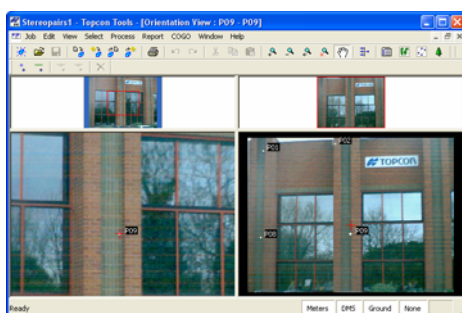 Stereopairs1 - Topcon Tools - [Orientation View : P09 - P09]
Job Edit View Select Process Report COGO Window Help
TOPCON
P01
P02
TOPCON
P09
P08
P09
Ready
Meters DMS Ground None